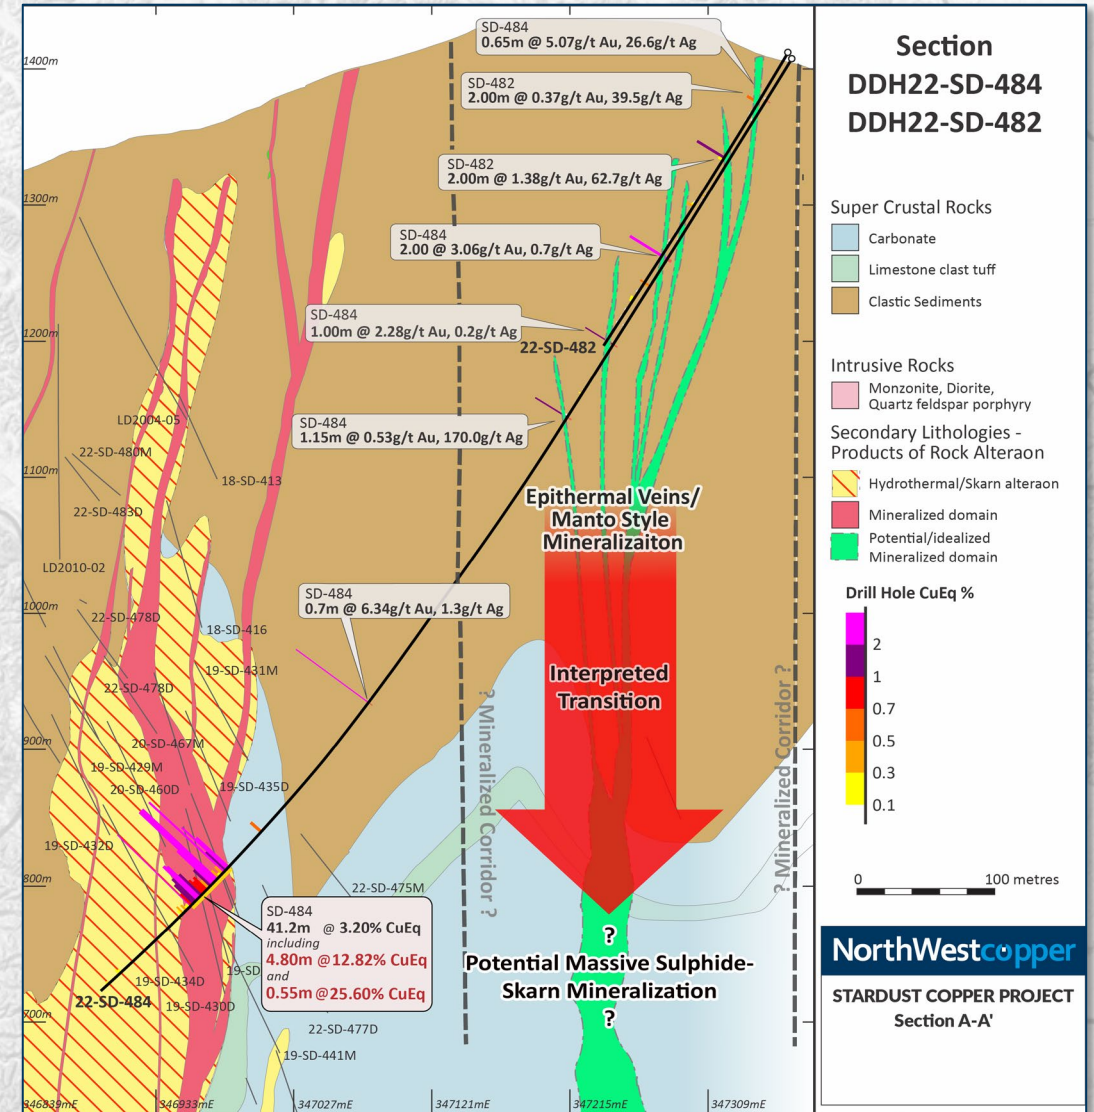 SD-484
0.65m @ 5.07g/t Au, 26.6g/t Ag
SD-482
2.00m @ 0.37g/t Au, 39.5g/t Ag
SD-482
2.00m @ 1.38g/t Au, 62.7g/t Ag
SD-484
2.00 @ 3.06g/t Au, 0.7g/t Ag
SD-484
1.00m @ 2.28g/t Au, 0.2g/t Ag
22-SD-482
SD-484
1.15m @ 0.53g/t Au, 170.0g/t Ag
SD-484
0.7m @ 6.34g/t Au, 1.3g/t Ag
SD-484
41.2m @ 3.20% CuEq
including
4.80m @12.82% CuEq
and
0.55m @25.60% CuEq
1400m
1300m
1200m
1100m
1000m
900m
800m
700m
LD2004-05
22-SD-480M
18-SD-413
22-SD-483D
LD2010-02
22-SD-478D
18-SD-416
19-SD-431M
22-SD-478D
20-SD-467M
19-SD-429M
20-SD-460D
19-SD-435D
19-SD-432D
22-SD-475M
19-SD
19-SD-434D
22-SD-484
19-SD-430D
22-SD-477D
19-SD-441M
Epithermal Veins/
Manto Style
Mineralizaiton
Interpreted
Transition
? Mineralized Corridor ?
? Mineralized Corridor ?
?
Potential Massive Sulphide-
Skarn Mineralization
?
346839mE
346933mE
347027mE
347121mE
347215mE
347309mE
Section
DDH22-SD-484
DDH22-SD-482
Super Crustal Rocks
Carbonate
Limestone clast tuff
Clastic Sediments
Intrusive Rocks
Monzonite, Diorite,
Quartz feldspar porphyry
Secondary Lithologies -
Products of Rock Alteraon
Hydrothermal/Skarn alteraon
Mineralized domain
Potential/idealized
Mineralized domain
Drill Hole CuEq %
2
1
0.7
0.5
0.3
0.1
0
100 metres
NorthWestcopper
STARDUST COPPER PROJECT
Section A-A'